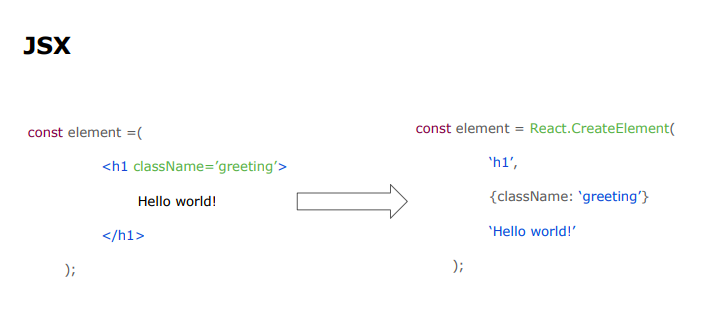 JSX
const element =(
<h1 className=’greeting’>
Hello world!
</h1>
);
const element = React.CreateElement(
‘h1’,
{className: ‘greeting’}
‘Hello world!’
);